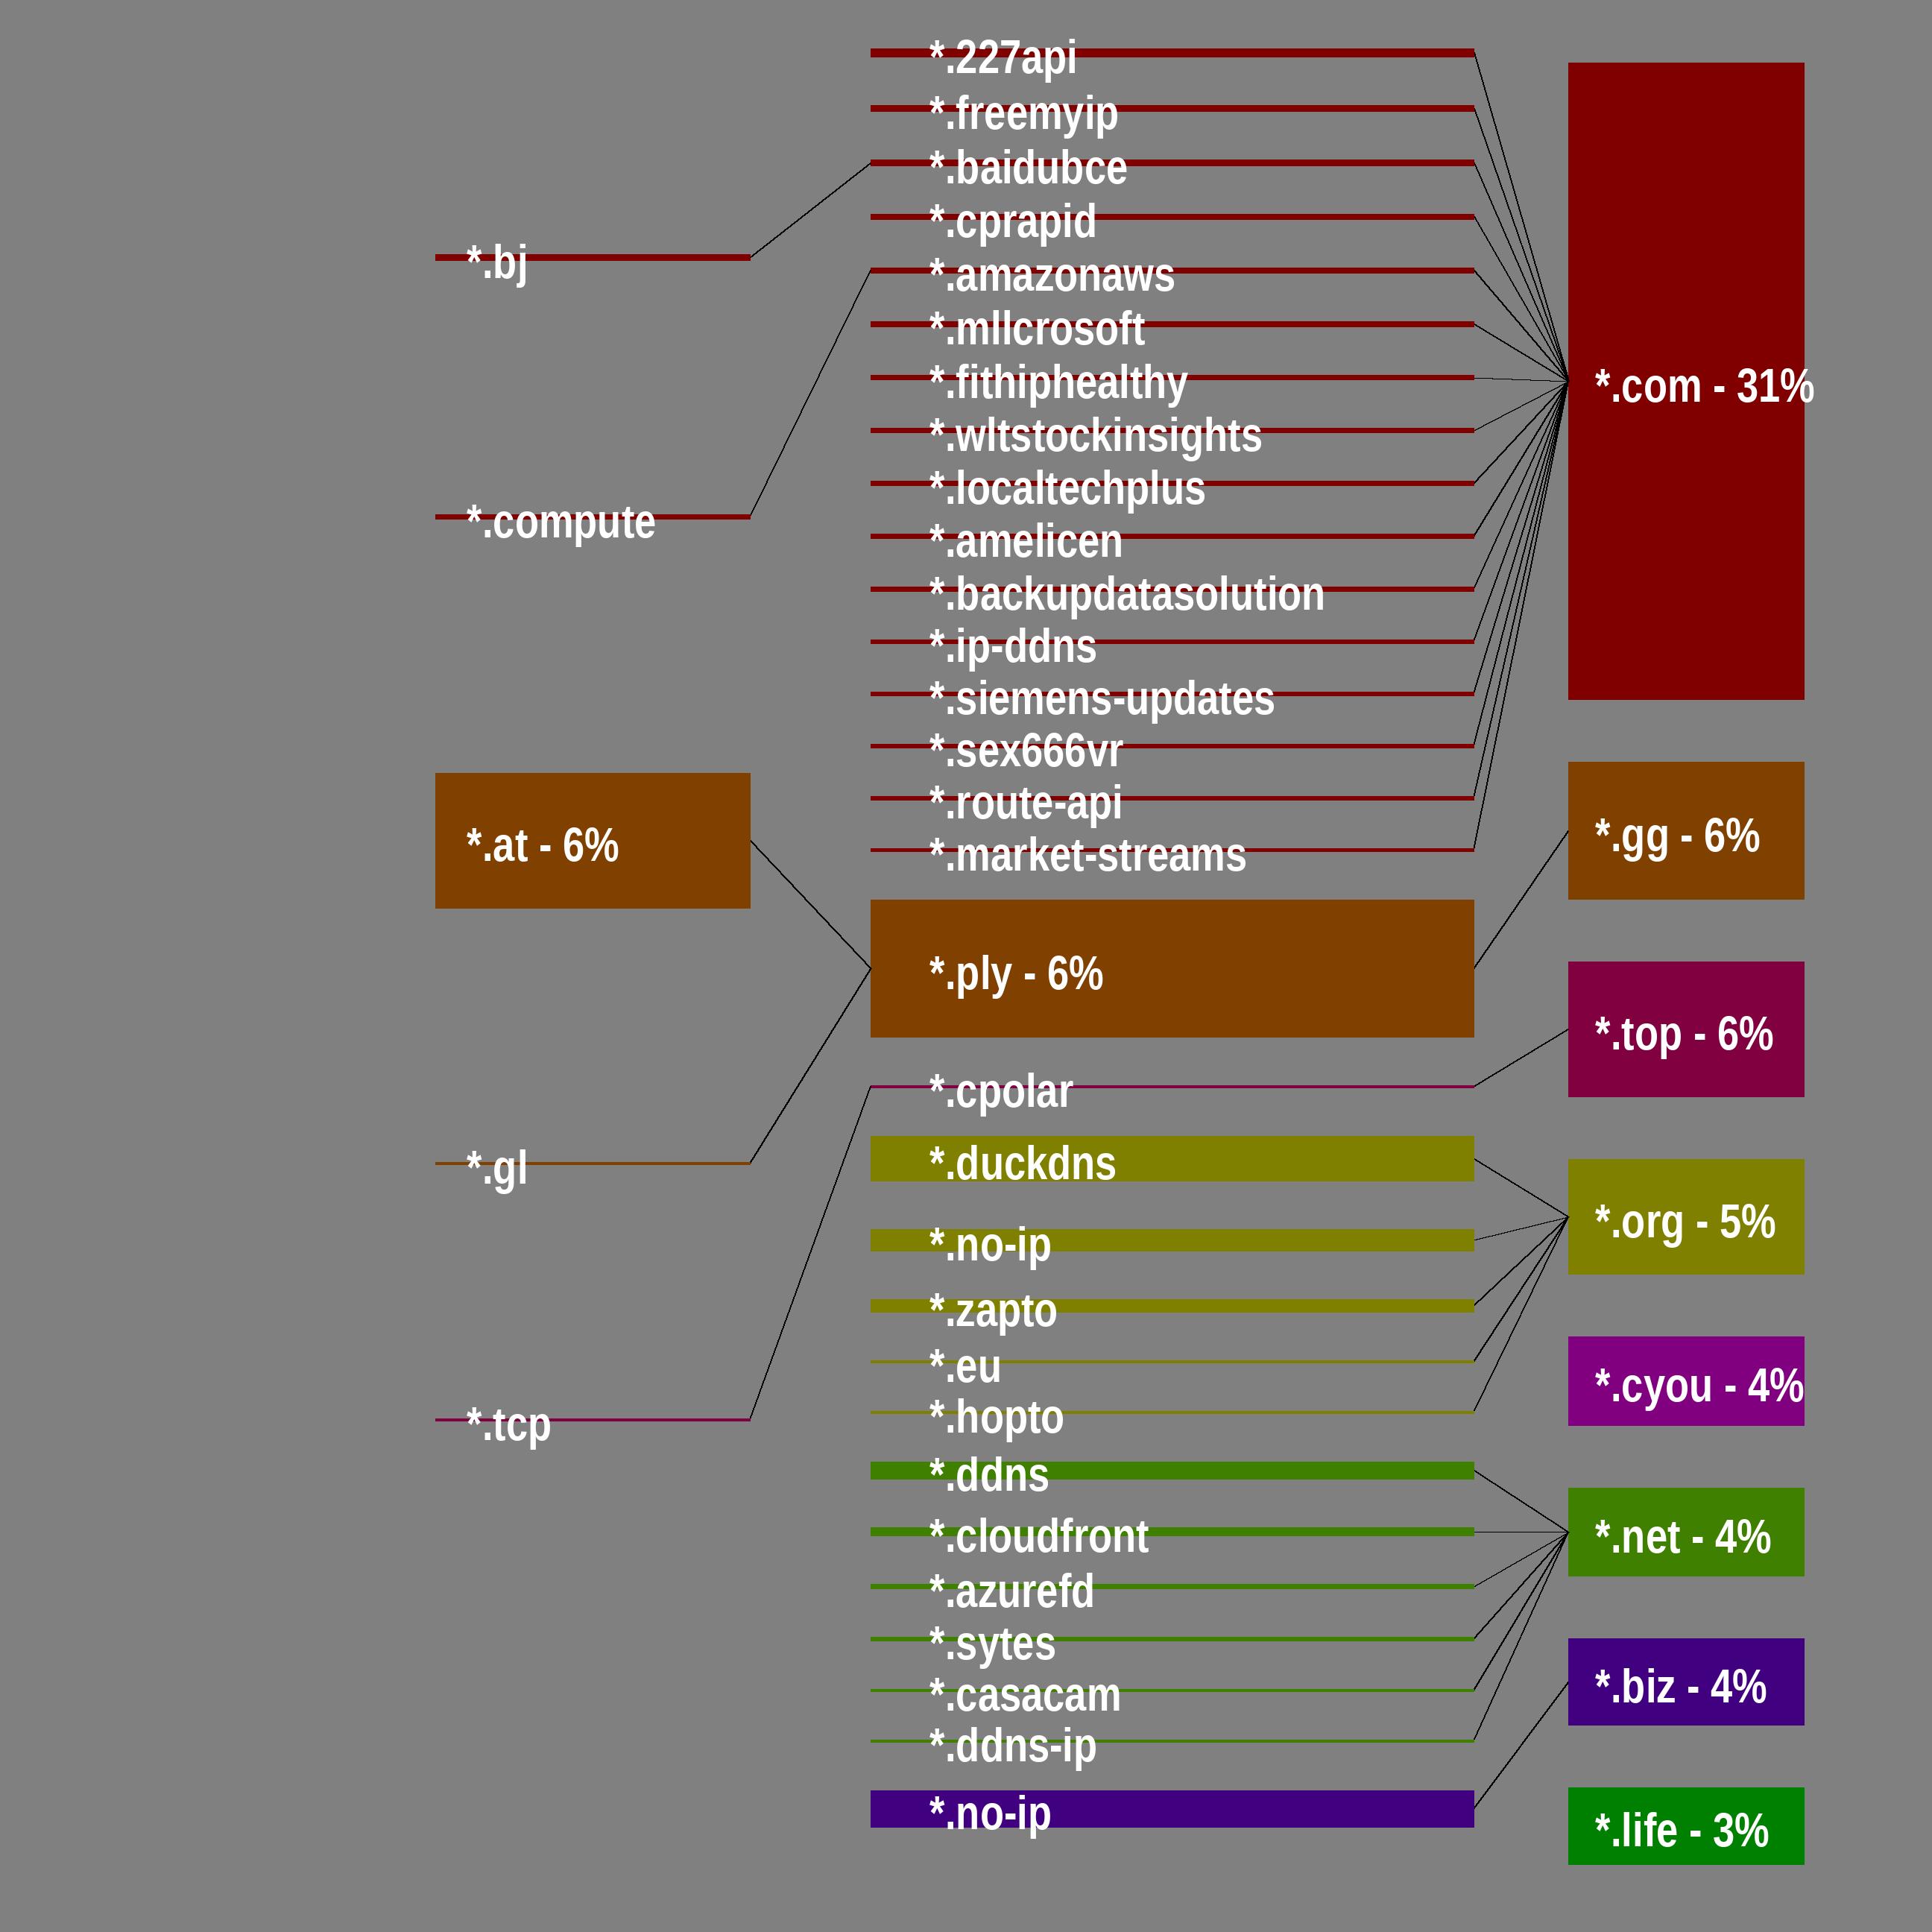 *.227api
*.freemyip
*.baidubce
*.cprapid
*.bj
*.amazonaws
*.mllcrosoft
*.fithiphealthy
*.com - 31%
*.wltstockinsights
*.localtechplus
*.compute
*.amelicen
*.backupdatasolution
*.ip-ddns
*.siemens-updates
*.sex666vr
*.route-api
*.at - 6%
*.gg - 6%
*.market-streams
*.ply - 6%
*.top - 6%
*.cpolar
*.gl
*.duckdns
*.org - 5%
*.no-ip
*.zapto
*.eu
*.cyou - 4%
*.hopto
*.tcp
*.ddns
*.cloudfront
*.net - 4%
*.azurefd
*.sytes
*.casacam
*.biz - 4%
*.ddns-ip
*.no-ip
*.life - 3%